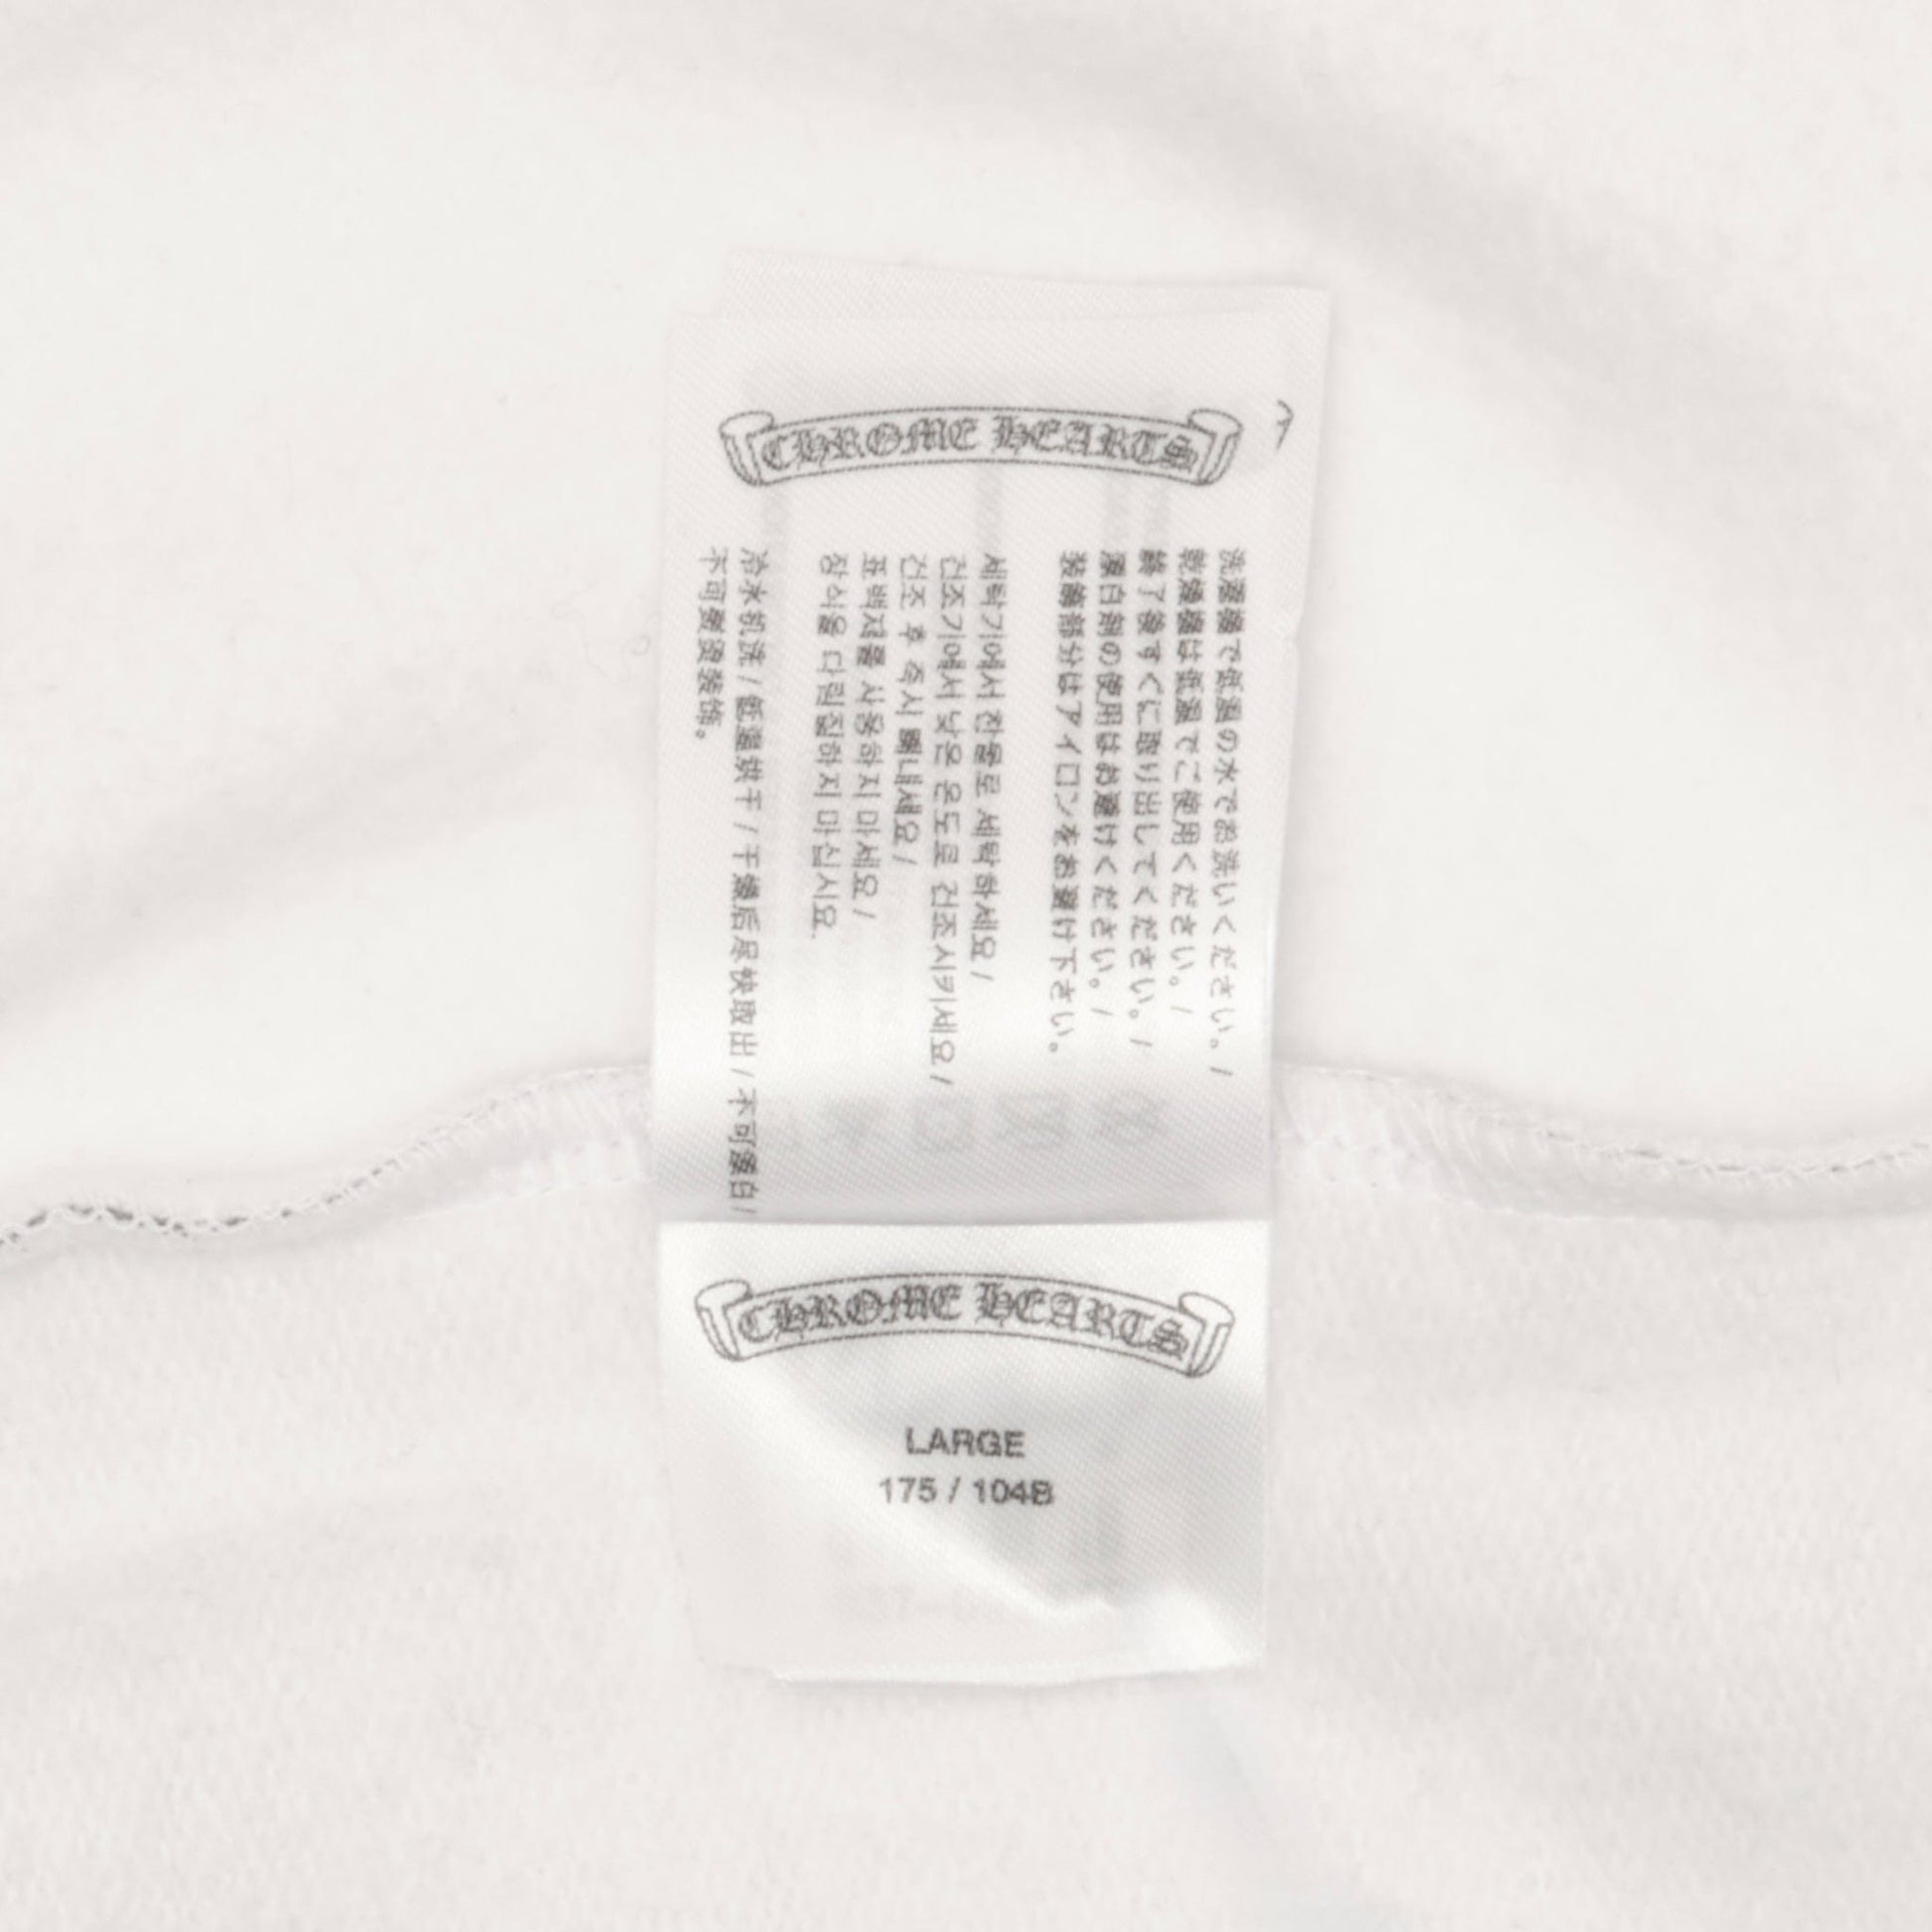 CHROME HEARTS
洗濯機で低温の水でお洗いください。/
乾燥機は低温でご使用ください。/
終了後すぐに取り出してください。/
漂白剤の使用はお避けください。/
装飾部分はアイロンをお避け下さい。
세탁기에서 찬물로 세탁하세요/
건조기에서 낮은 온도로 건조시키세요/
건조 후 즉시 빼내세요/
표백제를 사용하지 마세요/
장식을 다림질하지 마십시요.
冷水机洗/低温烘干/干燥后尽快取出/不可漂白/
不可熨烫装饰。
CHROME HEARTS
LARGE
175 / 104B